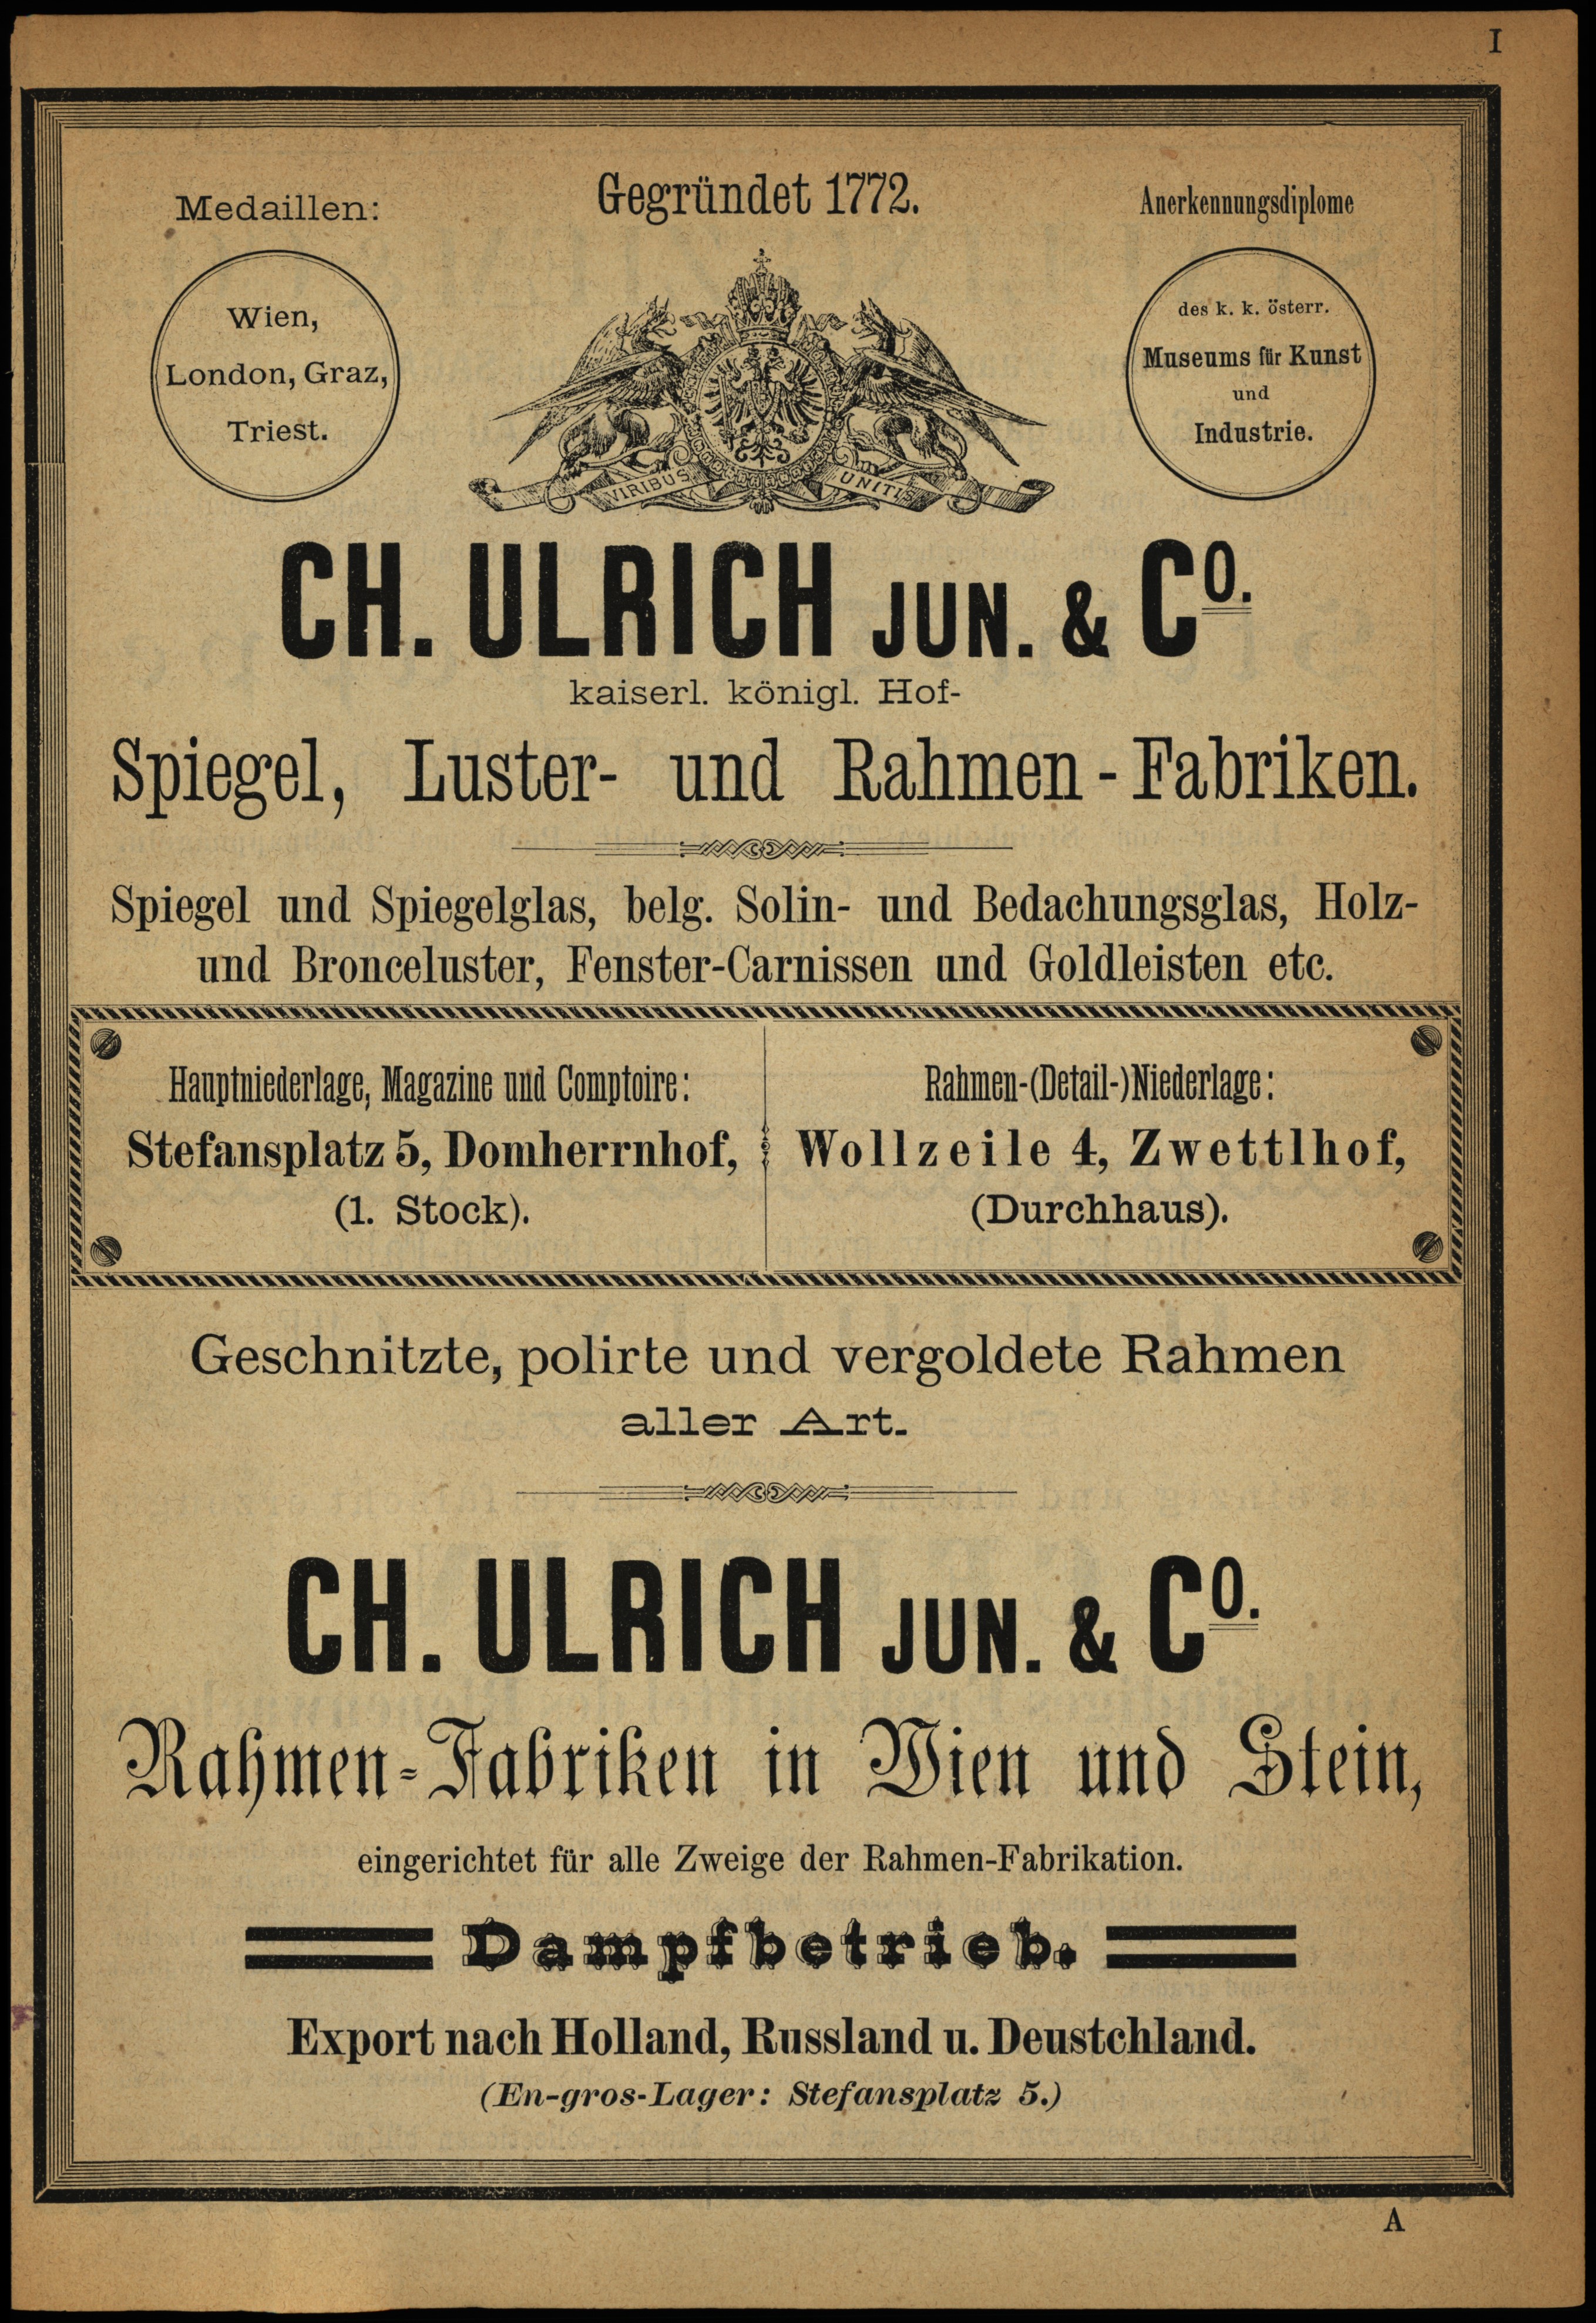 I
Medaillen:
Wien,
London, Graz,
Triest.
Gegründet 1772.
VIRIBUS UNITIS
Anerkennungsdiplome
des k. k. österr.
Museums für Kunst
und
Industrie.
CH. ULRICH JUN. & CO.
kaiserl. königl. Hof-
Spiegel, Luster- und Rahmen-Fabriken.
Spiegel und Spiegelglas, belg. Solin- und Bedachungsglas, Holz-
und Bronceluster, Fenster-Carnissen und Goldleisten etc.
Hauptniederlage, Magazine und Comptoire:
Stefansplatz 5, Domherrnhof,
(1. Stock).
Rahmen-(Detail-)Niederlage:
Wollzeile 4, Zwettlhof,
(Durchhaus).
Geschnitzte, polirte und vergoldete Rahmen
aller Art.
CH. ULRICH JUN. & CO.
Rahmen-Fabriken in Wien und Stein,
eingerichtet für alle Zweige der Rahmen-Fabrikation.
Dampfbetrieb.
Export nach Holland, Russland u. Deustchland.
(En-gros-Lager: Stefansplatz 5.)
A